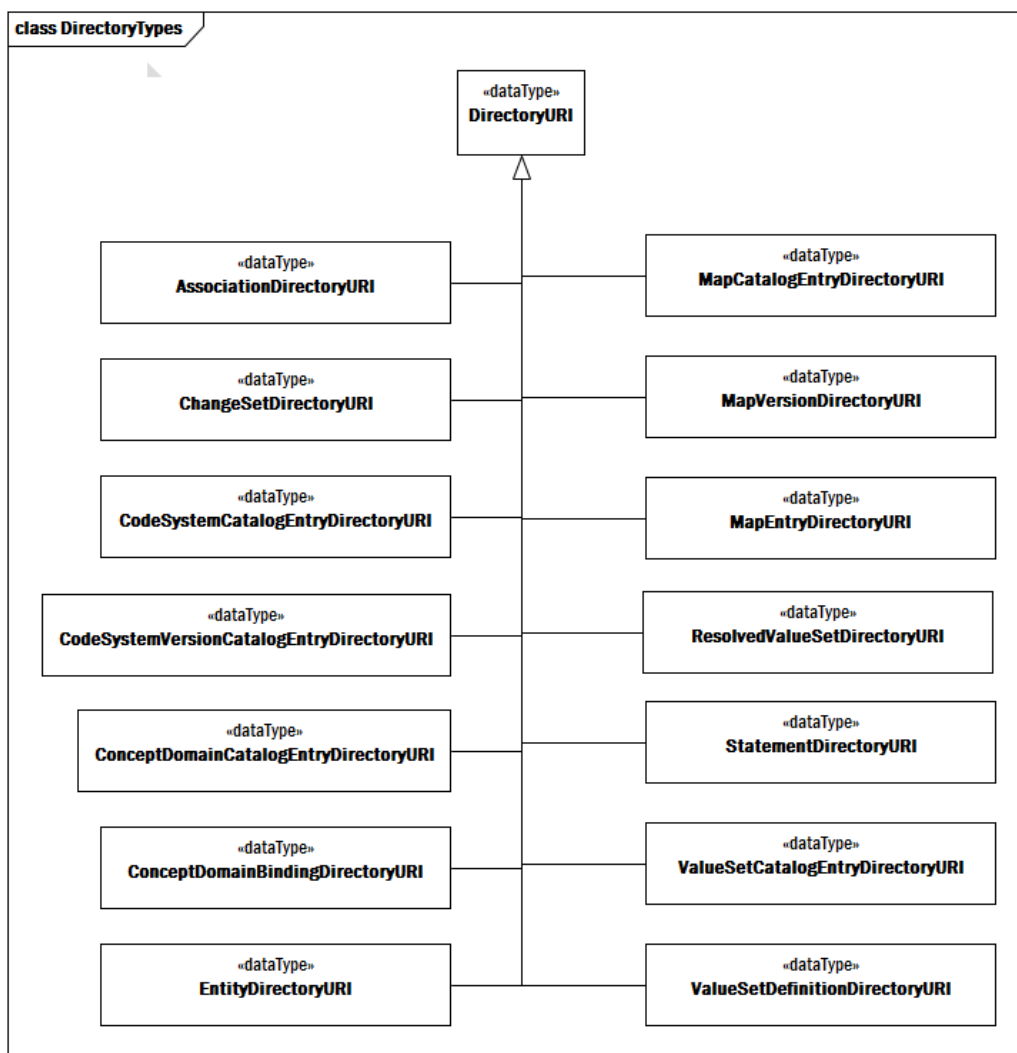 class DirectoryTypes
«dataType»
DirectoryURI
«dataType»
AssociationDirectoryURI
«dataType»
MapCatalogEntryDirectoryURI
«dataType»
ChangeSetDirectoryURI
«dataType»
MapVersionDirectoryURI
«dataType»
CodeSystemCatalogEntryDirectoryURI
«dataType»
MapEntryDirectoryURI
«dataType»
CodeSystemVersionCatalogEntryDirectoryURI
«dataType»
ResolvedValueSetDirectoryURI
«dataType»
ConceptDomainCatalogEntryDirectoryURI
«dataType»
StatementDirectoryURI
«dataType»
ConceptDomainBindingDirectoryURI
«dataType»
ValueSetCatalogEntryDirectoryURI
«dataType»
EntityDirectoryURI
«dataType»
ValueSetDefinitionDirectoryURI